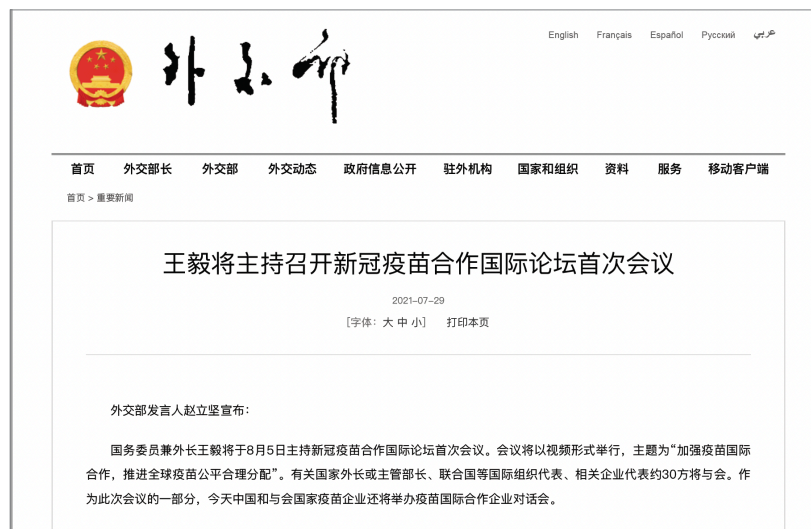 English Français Español Русский عربي
外交部
首页 外交部长 外交部 外交动态 政府信息公开 驻外机构 国家和组织 资料 服务 移动客户端
首页 > 重要新闻
王毅将主持召开新冠疫苗合作国际论坛首次会议
2021-07-29
[字体：大 中 小] 打印本页
外交部发言人赵立坚宣布：
国务委员兼外长王毅将于8月5日主持新冠疫苗合作国际论坛首次会议。会议将以视频形式举行，主题为“加强疫苗国际
合作，推进全球疫苗公平合理分配”。有关国家外长或主管部长、联合国等国际组织代表、相关企业代表约30方将与会。作
为此次会议的一部分，今天中国和与会国家疫苗企业还将举办疫苗国际合作企业对话会。